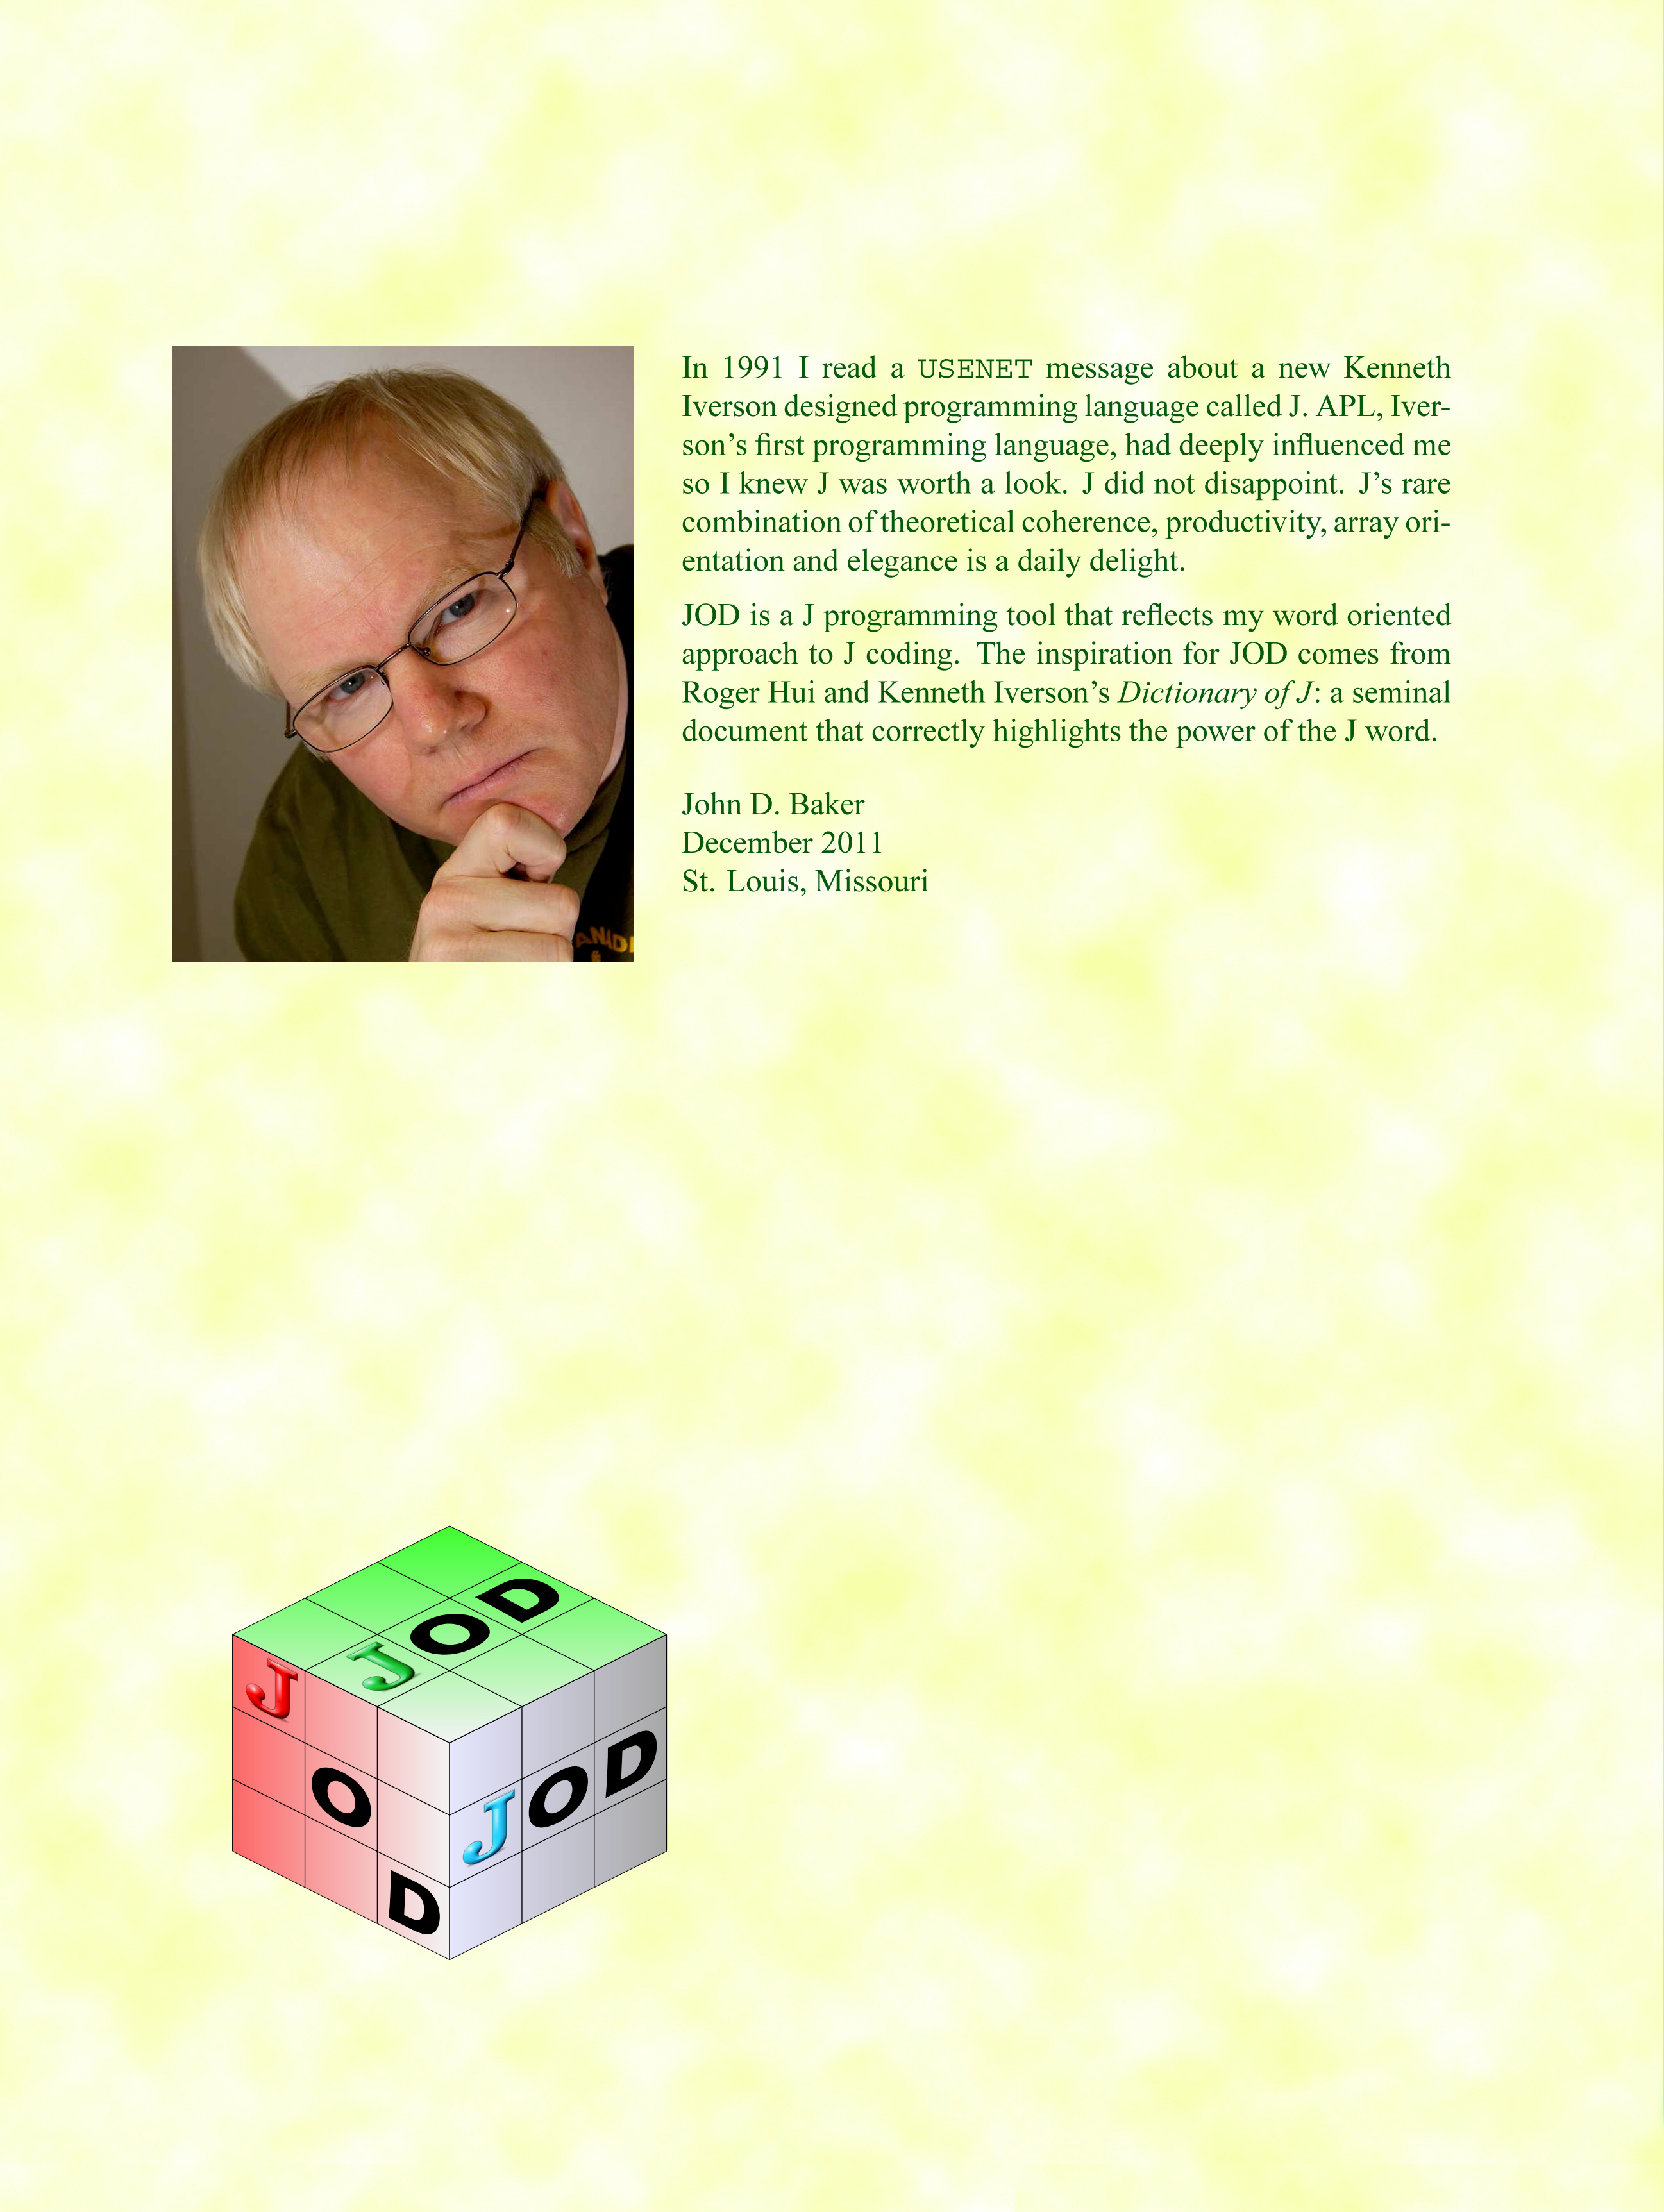 In 1991 I read a USENET message about a new Kenneth
Iverson designed programming language called J. APL, Iver-
son’s first programming language, had deeply influenced me
so I knew J was worth a look. J did not disappoint. J’s rare
combination of theoretical coherence, productivity, array ori-
entation and elegance is a daily delight.
JOD is a J programming tool that reflects my word oriented
approach to J coding. The inspiration for JOD comes from
Roger Hui and Kenneth Iverson’s Dictionary of J: a seminal
document that correctly highlights the power of the J word.
John D. Baker
December 2011
St. Louis, Missouri
ANADI
JOD
J
O
D
JOD